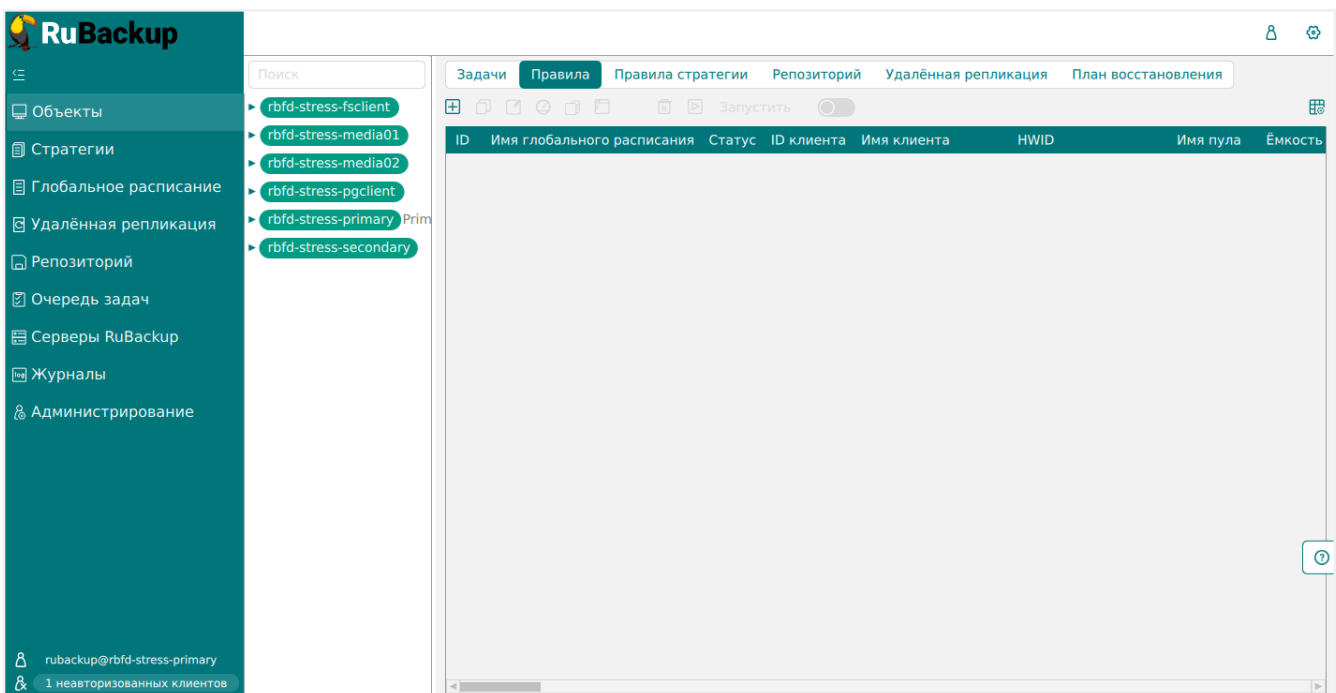 RuBackup
Поиск
Задачи Правила Правила стратегии Репозиторий Удалённая репликация План восстановления
Объекты
Стратегии
Глобальное расписание
Удалённая репликация
Репозиторий
Очередь задач
Серверы RuBackup
log Журналы
Администрирование
rbfd-stress-fsclient
rbfd-stress-media01
rbfd-stress-media02
rbfd-stress-pgclient
rbfd-stress-primary Prim
rbfd-stress-secondary
Запустить
ID Имя глобального расписания Статус ID клиента Имя клиента HWID Имя пула Ёмкость
rubackup@rbfd-stress-primary
1 неавторизованных клиентов